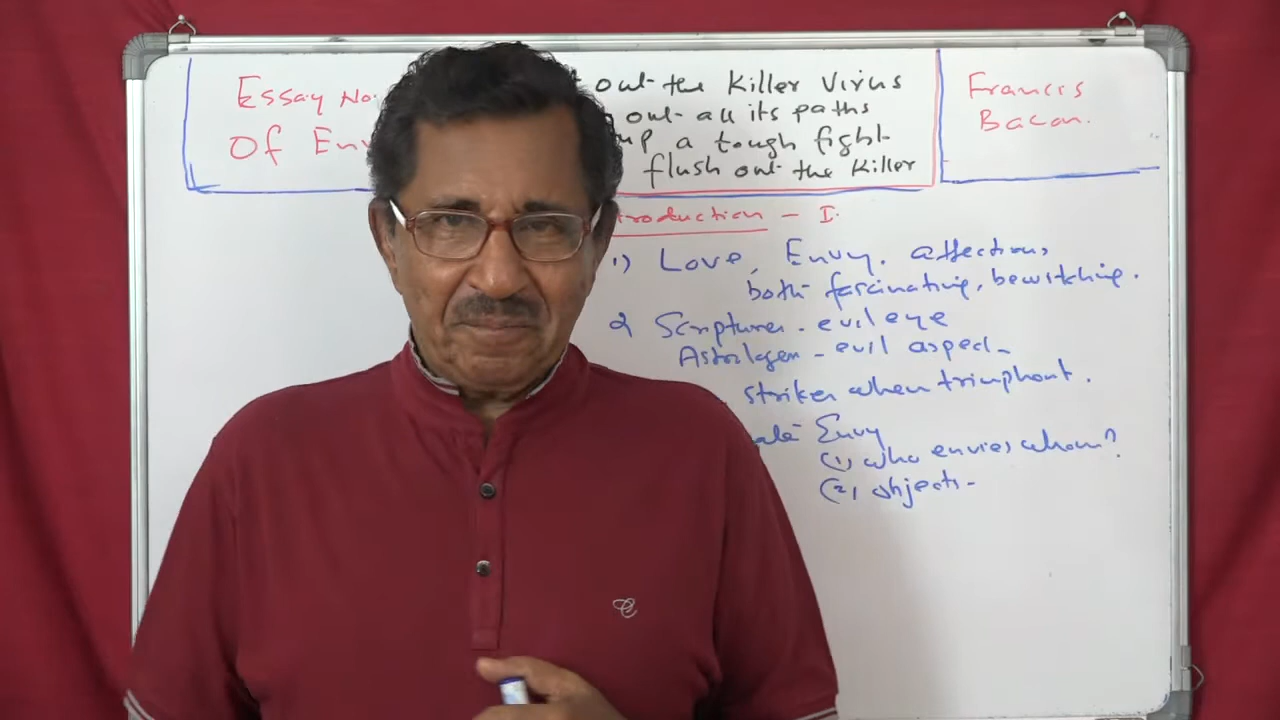 Essay No.
Of Env
out the Killer Virus
out all its paths
up a tough fight
flush out the Killer
Francis
Bacon.
troduction - I.
1) Love, Envy. affections,
both fascinating, bewitching.
2 Scriptures - evil eye
Astrologers - evil aspect
strikes when triumphant.
ate Envy
(1) who envies whom?
(2) objects -